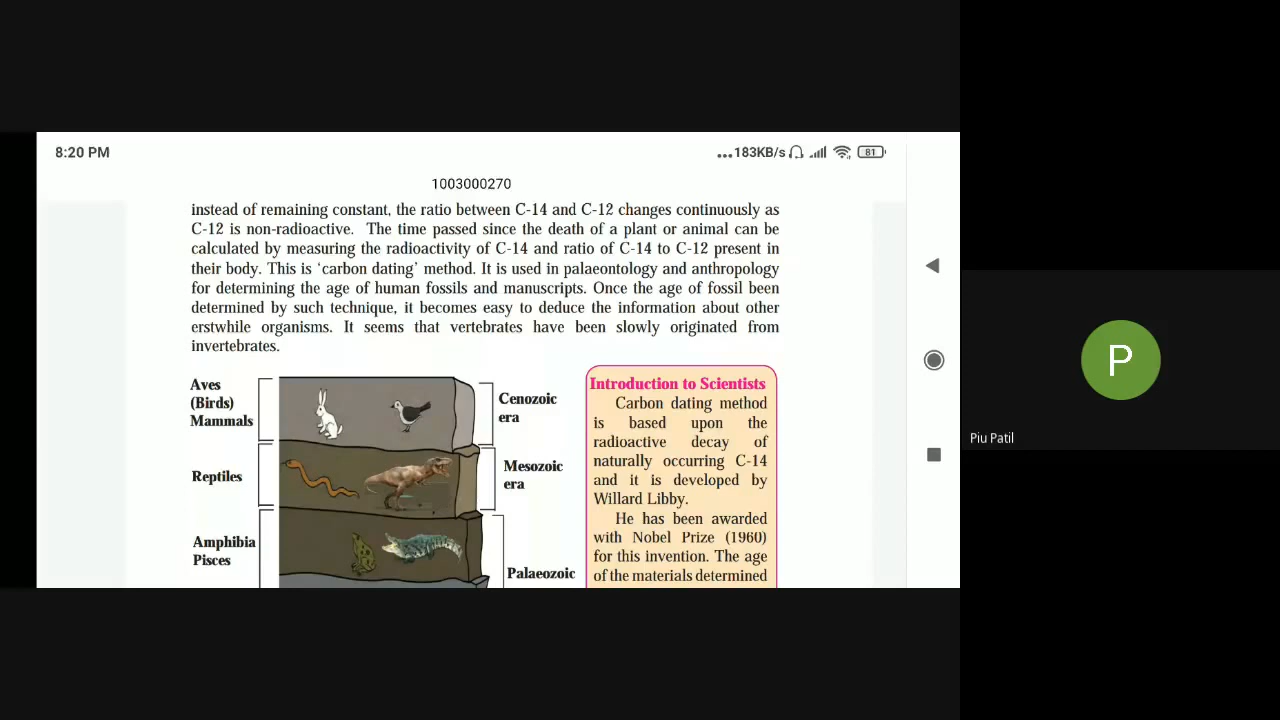 8:20 PM
183KB/s
81
1003000270
instead of remaining constant, the ratio between C-14 and C-12 changes continuously as
C-12 is non-radioactive. The time passed since the death of a plant or animal can be
calculated by measuring the radioactivity of C-14 and ratio of C-14 to C-12 present in
their body. This is ‘carbon dating’ method. It is used in palaeontology and anthropology
for determining the age of human fossils and manuscripts. Once the age of fossil been
determined by such technique, it becomes easy to deduce the information about other
erstwhile organisms. It seems that vertebrates have been slowly originated from
invertebrates.
Aves
(Birds)
Mammals
Cenozoic
era
Reptiles
Mesozoic
era
Amphibia
Pisces
Palaeozoic
Introduction to Scientists
Carbon dating method
is based upon the
radioactive decay of
naturally occurring C-14
and it is developed by
Willard Libby.
He has been awarded
with Nobel Prize (1960)
for this invention. The age
of the materials determined
P
Piu Patil